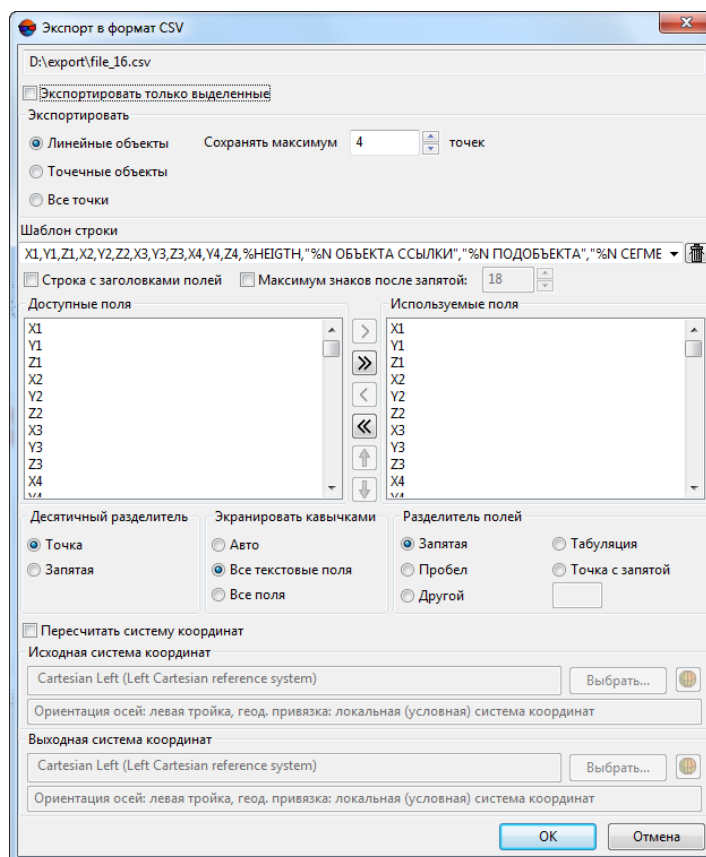 Экспорт в формат CSV
D:\export\file_16.csv
Экспортировать только выделенные
Экспортировать
Линейные объекты Сохранять максимум 4 точек
Точечные объекты
Все точки
Шаблон строки
X1,Y1,Z1,X2,Y2,Z2,X3,Y3,Z3,X4,Y4,Z4,%HEIGTH,"%N ОБЪЕКТА ССЫЛКИ","%N ПОДОБЪЕКТА","%N СЕГМЕ
Строка с заголовками полей Максимум знаков после запятой: 18
Доступные поля Используемые поля
X1 X1
Y1 Y1
Z1 Z1
X2 X2
Y2 Y2
Z2 Z2
X3 X3
Y3 Y3
Z3 Z3
X4 X4
Y4 Y4
Десятичный разделитель Экранировать кавычками Разделитель полей
Точка Авто Запятая Табуляция
Запятая Все текстовые поля Пробел Точка с запятой
Все поля Другой
Пересчитать систему координат
Исходная система координат
Cartesian Left (Left Cartesian reference system) Выбрать...
Ориентация осей: левая тройка, геод. привязка: локальная (условная) система координат
Выходная система координат
Cartesian Left (Left Cartesian reference system) Выбрать...
Ориентация осей: левая тройка, геод. привязка: локальная (условная) система координат
OK Отмена